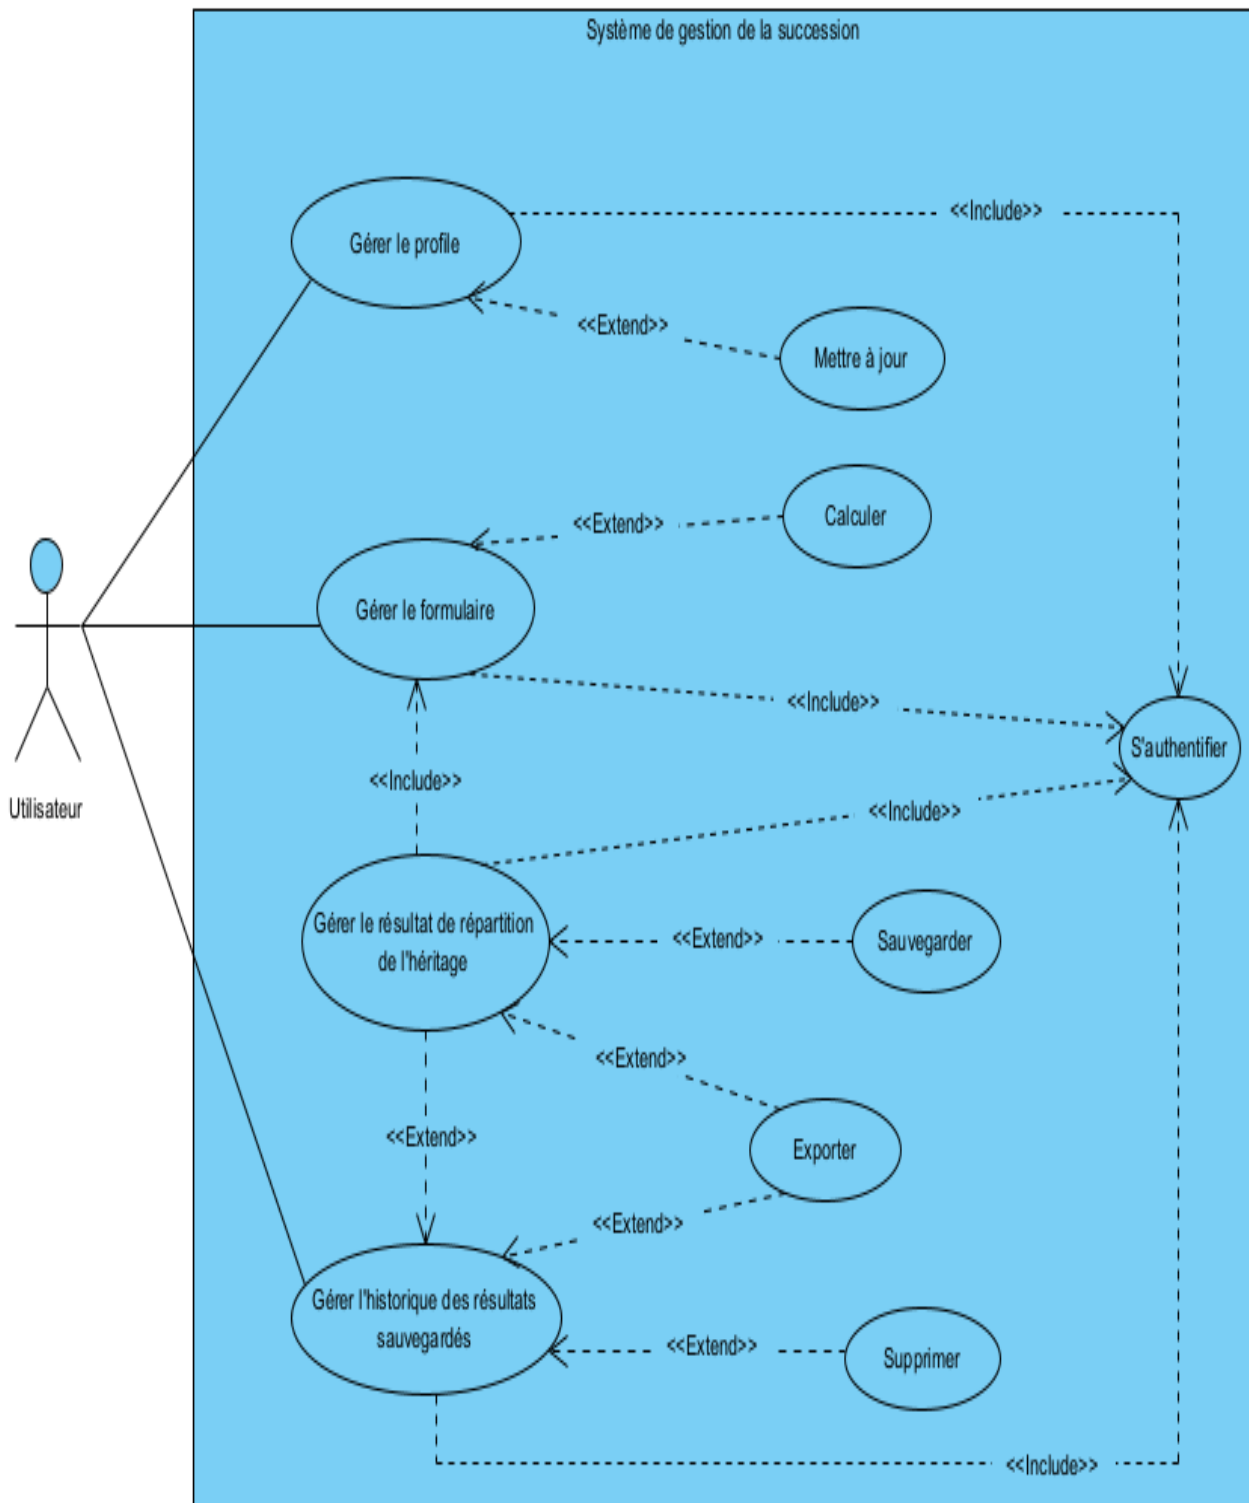 Système de gestion de la succession
<<Include>>
Gérer le profile
<<Extend>>
Mettre à jour
Calculer
<<Extend>>
Gérer le formulaire
<<Include>>
S'authentifier
<<Include>>
Utilisateur
<<Include>>
Gérer le résultat de répartition
de l'héritage
<<Extend>>
Sauvegarder
<<Extend>>
<<Extend>>
Exporter
<<Extend>>
Gérer l'historique des résultats
sauvegardés
<<Extend>>
Supprimer
<<Include>>